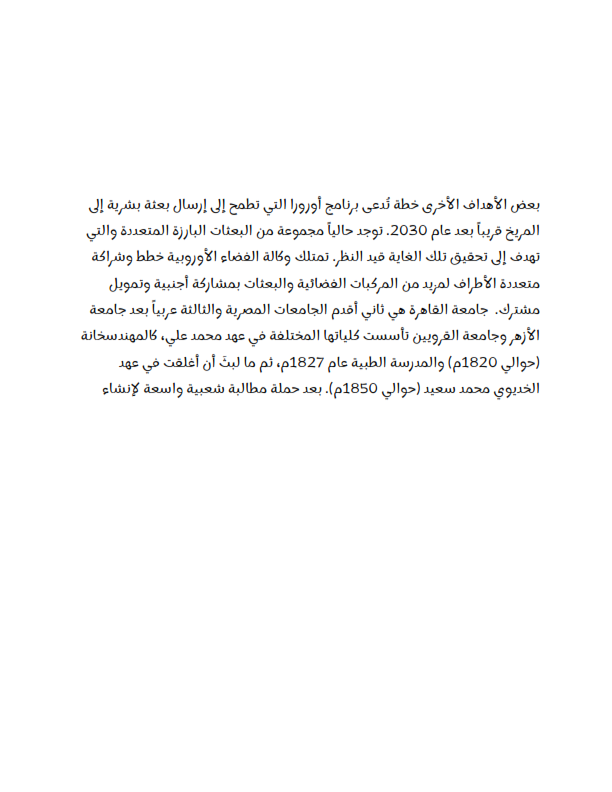 بعض الأهداف الأخرى خطة تُدعى برنامج أورورا التي تطمح إلى إرسال بعثة بشرية إلى
المريخ قريباً بعد عام 2030. توجد حالياً مجموعة من البعثات البارزة المتعددة والتي
تهدف إلى تحقيق تلك الغاية قيد النظر. تمتلك وكالة الفضاء الأوروبية خطط وشراكة
متعددة الأطراف لمزيد من المركبات الفضائية والبعثات بمشاركة أجنبية وتمويل
مشترك. جامعة القاهرة هي ثاني أقدم الجامعات المصرية والثالثة عربياً بعد جامعة
الأزهر وجامعة القرويين تأسست كلياتها المختلفة في عهد محمد علي، كالمهندسخانة
(حوالي 1820م) والمدرسة الطبية عام 1827م، ثم ما لبثَ أن أغلقت في عهد
الخديوي محمد سعيد (حوالي 1850م). بعد حملة مطالبة شعبية واسعة لإنشاء